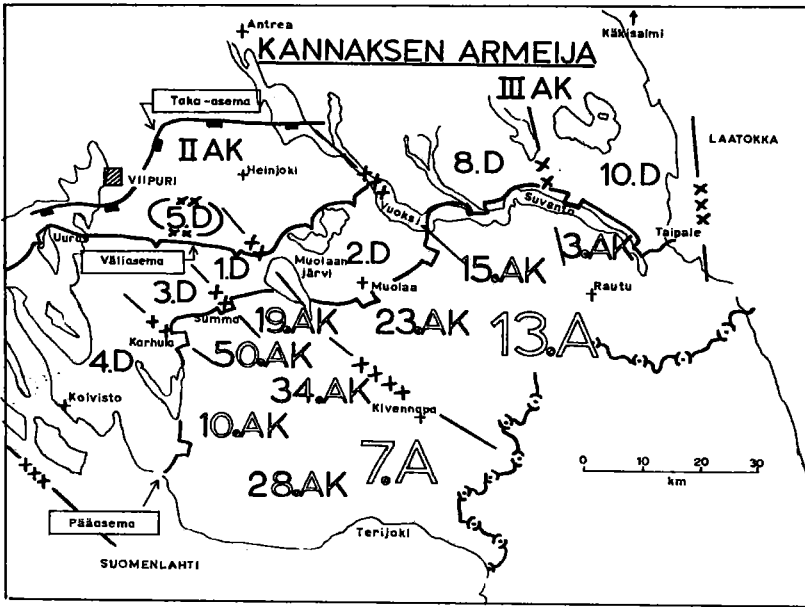 Antrea
KANNAKSEN ARMEIJA
Käkisalmi
III AK
Taka-asema
II AK
Heinjoki
VIIPURI
8.D
10.D
LAATOKKA
(5.D)
Vuoksi
Suvanto
Uuras
Väliasema
1.D
Muolaan
järvi
2.D
Taipale
3.AK
15.AK
3.D
Muolaa
Rautu
Summa
19.AK
23.AK
13.A
Karhula
50.AK
4.D
34.AK
Koivisto
Kivennapa
10.AK
7.A
28.AK
0 10 20 30
km
Pääasema
Terijoki
SUOMENLAHTI